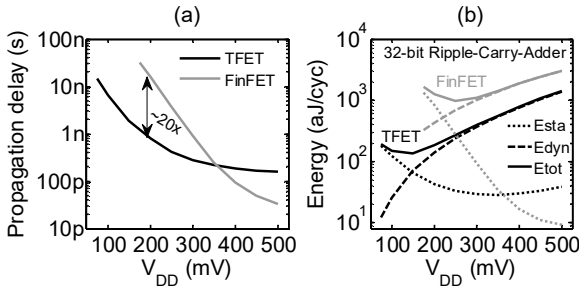 (a)
Propagation delay (s)
100n
10n
1n
100p
10p
TFET
FinFET
~20x
100 200 300 400 500
V_DD (mV)
(b)
Energy (aJ/cyc)
10^4
10^3
10^2
10^1
32-bit Ripple-Carry-Adder
FinFET
TFET
Esta
Edyn
Etot
100 200 300 400 500
V_DD (mV)